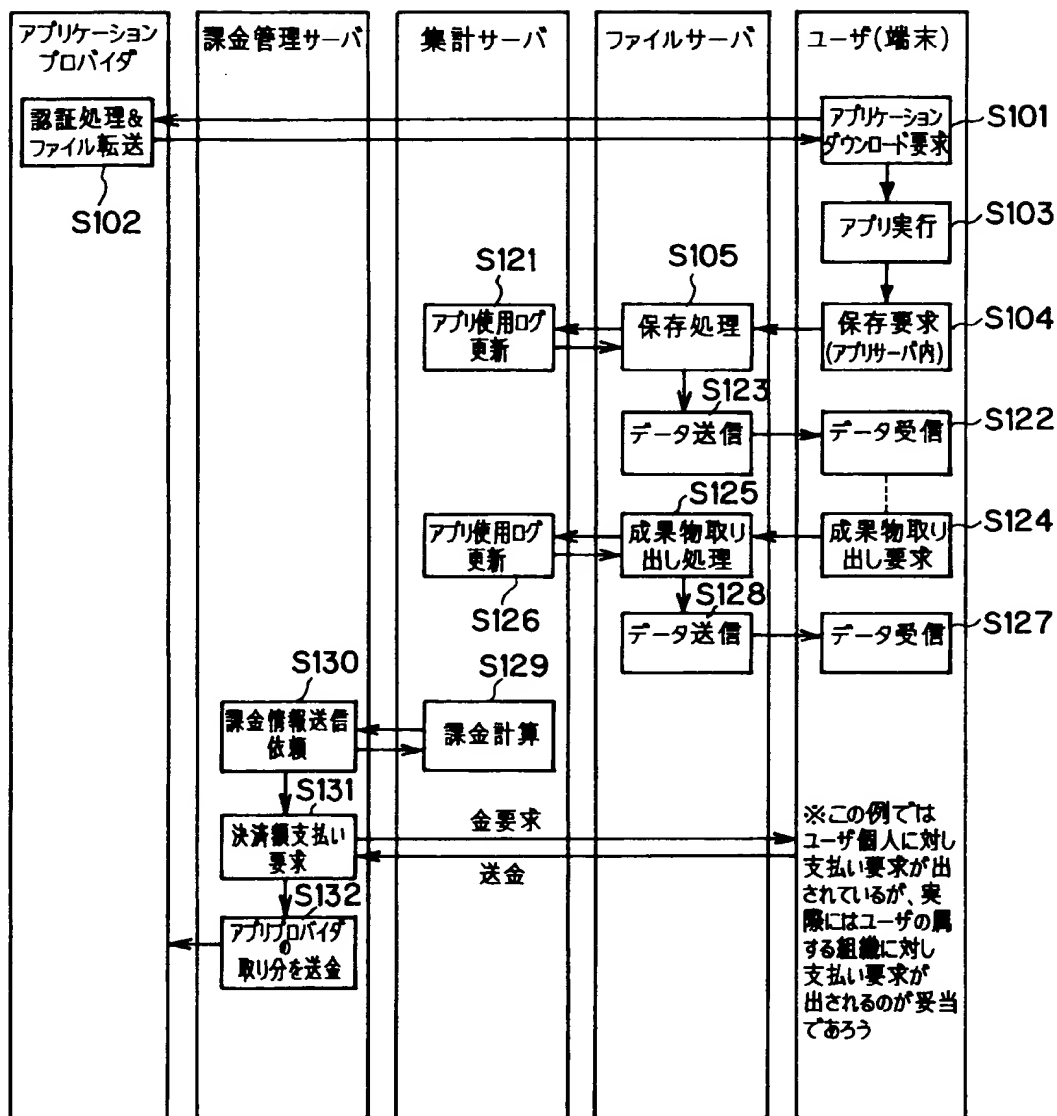 アプリケーション
プロバイダ
課金管理サーバ
集計サーバ
ファイルサーバ
ユーザ(端末)
認証処理&
ファイル転送
S102
アプリケーション
ダウンロード要求
S101
アプリ実行
S103
S121
アプリ使用ログ
更新
S105
保存処理
保存要求
(アプリサーバ内)
S104
S123
データ送信
データ受信
S122
アプリ使用ログ
更新
S126
S125
成果物取り
出し処理
成果物取り
出し要求
S124
S128
データ送信
データ受信
S127
S130
課金情報送信
依頼
S129
課金計算
S131
決済額支払い
要求
金要求
送金
S132
アプリプロバイダ
の
取り分を送金
※この例では
ユーザ個人に対し
支払い要求が出
されているが、実
際にはユーザの属
する組織に対し
支払い要求が
出されるのが妥当
であろう